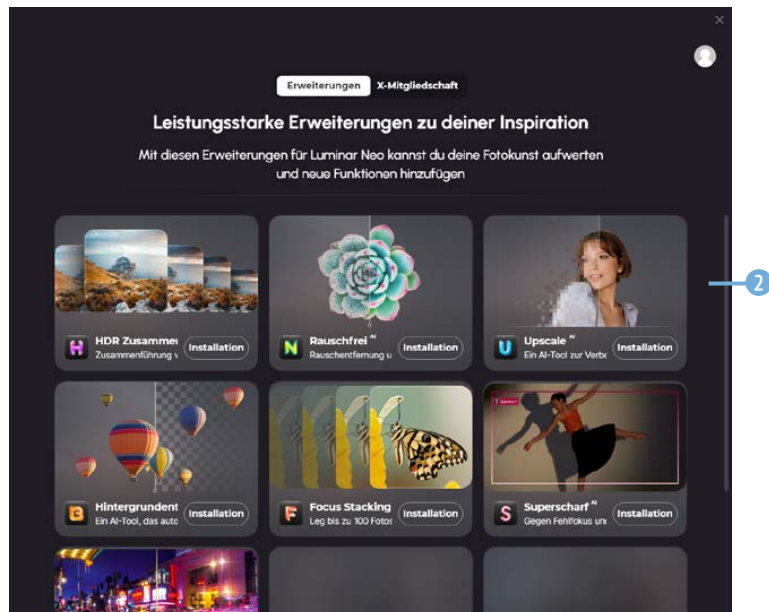 Erweiterungen X-Mitgliedschaft
Leistungsstarke Erweiterungen zu deiner Inspiration
Mit diesen Erweiterungen für Luminar Neo kannst du deine Fotokunst aufwerten
und neue Funktionen hinzufügen
2
H HDR Zusammer Installation
Zusammenführung v
N Rauschfrei AI Installation
Rauschentfernung u
U Upscale AI Installation
Ein AI-Tool zur Verbe
B Hintergrundent Installation
Ein AI-Tool, das auto
F Focus Stacking Installation
Leg bis zu 100 Fotos
S Superscharf AI Installation
Gegen Fehlfokus und